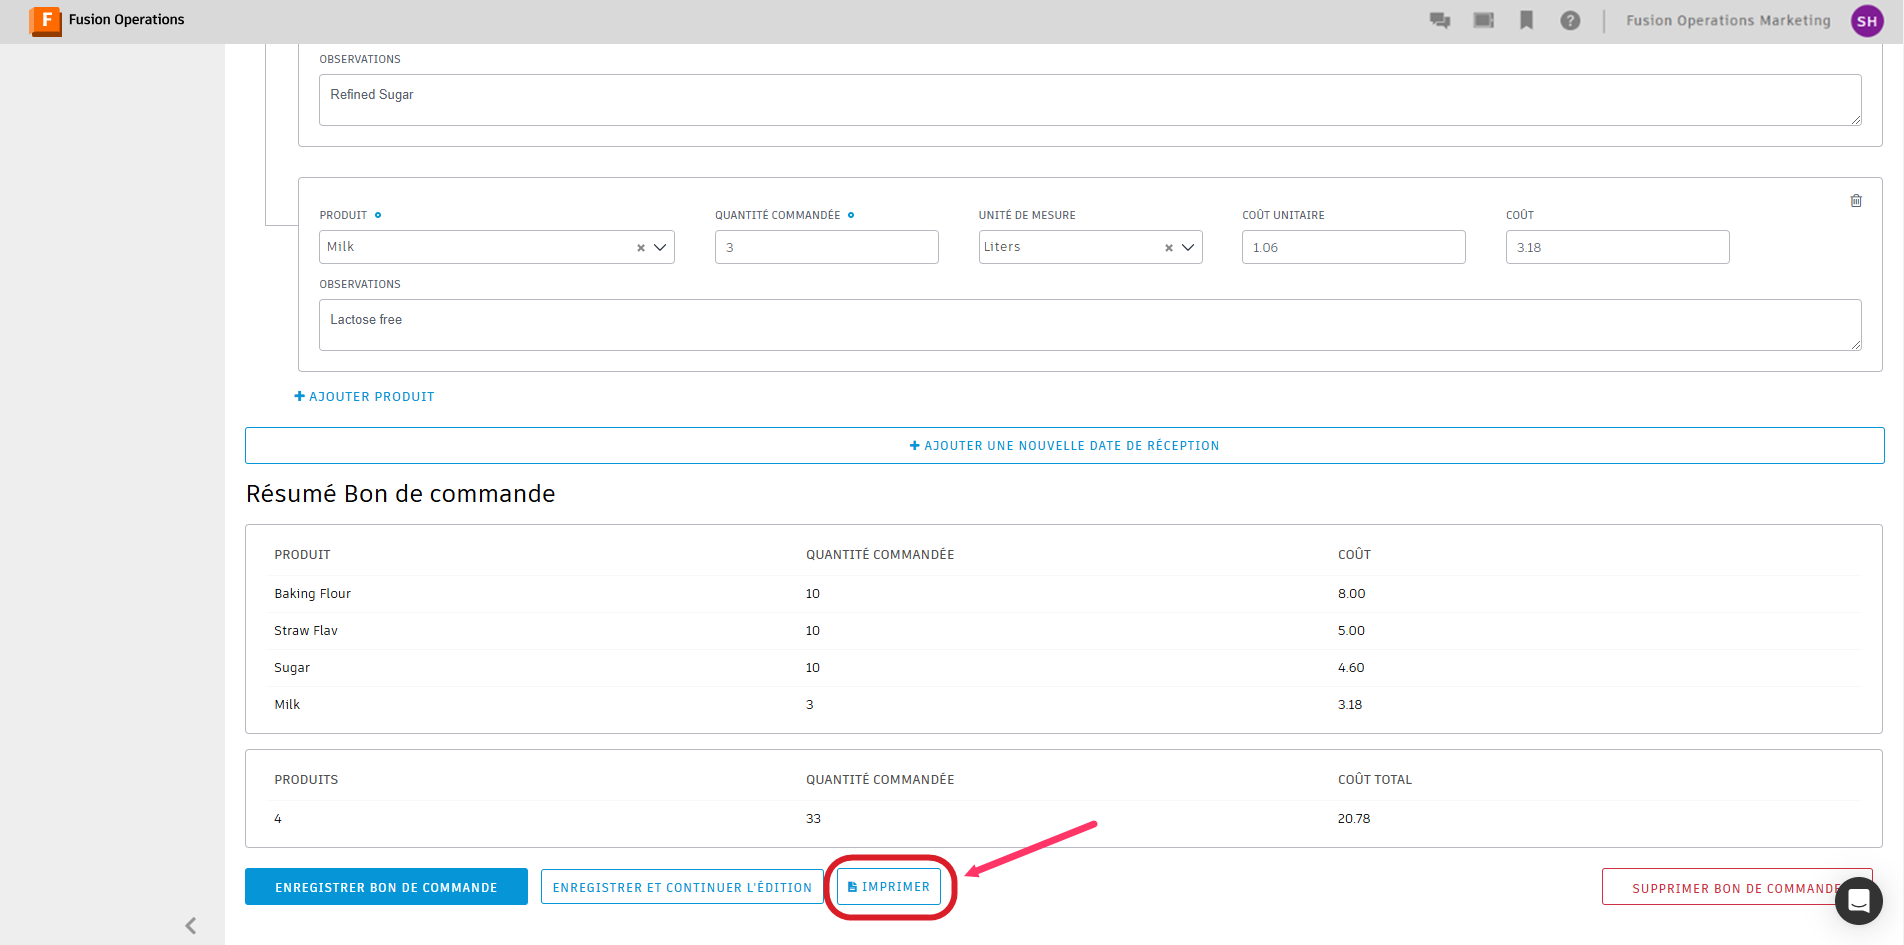 F Fusion Operations
? Fusion Operations Marketing SH
OBSERVATIONS
Refined Sugar
PRODUIT QUANTITÉ COMMANDÉE UNITÉ DE MESURE COÛT UNITAIRE COÛT
Milk 3 Liters 1.06 3.18
OBSERVATIONS
Lactose free
+ AJOUTER PRODUIT
+ AJOUTER UNE NOUVELLE DATE DE RÉCEPTION
Résumé Bon de commande
PRODUIT QUANTITÉ COMMANDÉE COÛT
Baking Flour 10 8.00
Straw Flav 10 5.00
Sugar 10 4.60
Milk 3 3.18
PRODUITS QUANTITÉ COMMANDÉE COÛT TOTAL
4 33 20.78
ENREGISTRER BON DE COMMANDE ENREGISTRER ET CONTINUER L'ÉDITION IMPRIMER SUPPRIMER BON DE COMMANDE